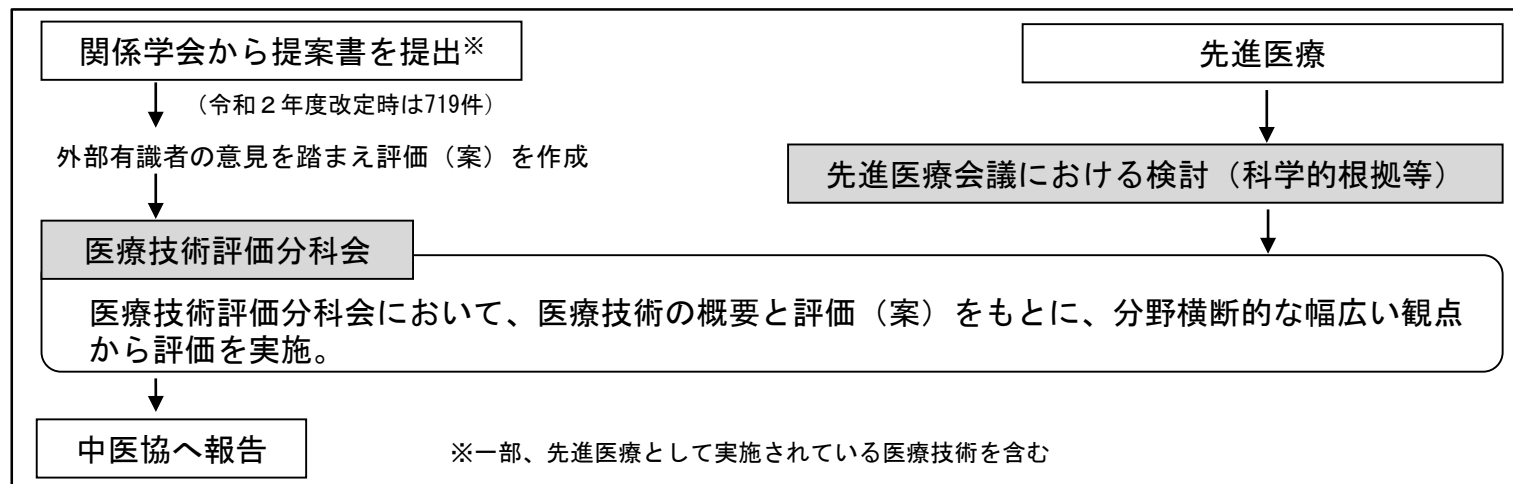 関係学会から提案書を提出※
（令和２年度改定時は719件）
外部有識者の意見を踏まえ評価（案）を作成
先進医療
先進医療会議における検討（科学的根拠等）
医療技術評価分科会
医療技術評価分科会において、医療技術の概要と評価（案）をもとに、分野横断的な幅広い観点
から評価を実施。
中医協へ報告
※一部、先進医療として実施されている医療技術を含む